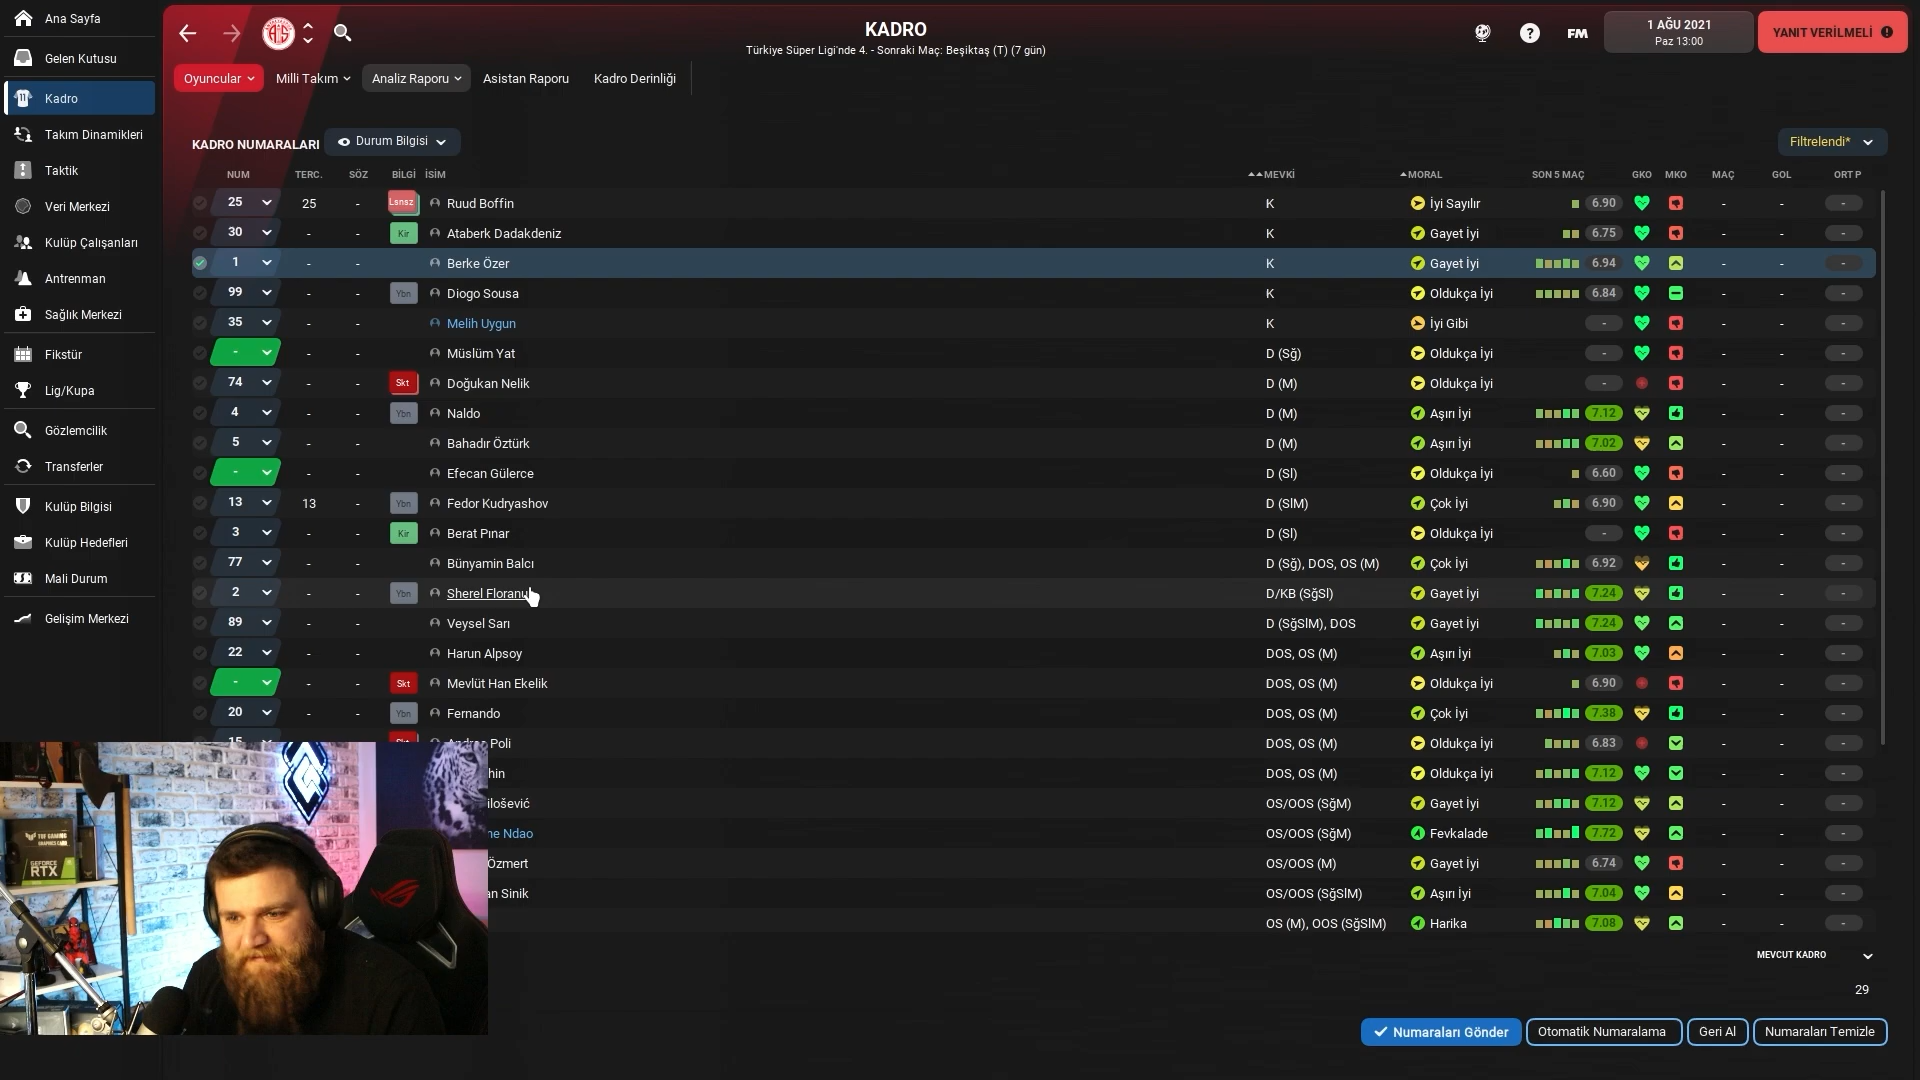 Ana Sayfa
Gelen Kutusu
Kadro
Takım Dinamikleri
Taktik
Veri Merkezi
Kulüp Çalışanları
Antrenman
Sağlık Merkezi
Fikstür
Lig/Kupa
Gözlemcilik
Transferler
Kulüp Bilgisi
Kulüp Hedefleri
Mali Durum
Gelişim Merkezi
KADRO
Türkiye Süper Ligi'nde 4. - Sonraki Maç: Beşiktaş (T) (7 gün)
FM
1 AĞU 2021
Paz 13:00
YANIT VERİLMELİ
Oyuncular Milli Takım Analiz Raporu Asistan Raporu Kadro Derinliği
KADRO NUMARALARI Durum Bilgisi Filtrelendi*
NUM TERC. SÖZ BİLGİ İSİM MEVKİ MORAL SON 5 MAÇ GKO MKO MAÇ GOL ORT P
25 25 - Lsnsz Ruud Boffin K İyi Sayılır 6.90 - - -
30 - - Kir Ataberk Dadakdeniz K Gayet İyi 6.75 - - -
1 - - Berke Özer K Gayet İyi 6.94 - - -
99 - - Ybn Diogo Sousa K Oldukça İyi 6.84 - - -
35 - - Melih Uygun K İyi Gibi - - - -
- - - Müslüm Yat D (Sğ) Oldukça İyi - - - -
74 - - Skt Doğukan Nelik D (M) Oldukça İyi - - - -
4 - - Ybn Naldo D (M) Aşırı İyi 7.12 - - -
5 - - Bahadır Öztürk D (M) Aşırı İyi 7.02 - - -
- - - Efecan Gülerce D (Sl) Oldukça İyi 6.60 - - -
13 13 - Ybn Fedor Kudryashov D (SlM) Çok İyi 6.90 - - -
3 - - Kir Berat Pınar D (Sl) Oldukça İyi - - - -
77 - - Bünyamin Balcı D (Sğ), DOS, OS (M) Çok İyi 6.92 - - -
2 - - Ybn Sherel Floranu D/KB (SğSl) Gayet İyi 7.24 - - -
89 - - Veysel Sarı D (SğSlM), DOS Gayet İyi 7.24 - - -
22 - - Harun Alpsoy DOS, OS (M) Aşırı İyi 7.03 - - -
- - - Skt Mevlüt Han Ekelik DOS, OS (M) Oldukça İyi 6.90 - - -
20 - - Ybn Fernando DOS, OS (M) Çok İyi 7.38 - - -
Poli DOS, OS (M) Oldukça İyi 6.83 - - -
hin DOS, OS (M) Oldukça İyi 7.12 - - -
ilošević OS/OOS (SğM) Gayet İyi 7.12 - - -
ne Ndao OS/OOS (SğM) Fevkalade 7.72 - - -
Özmert OS/OOS (M) Gayet İyi 6.74 - - -
an Sinik OS/OOS (SğSlM) Aşırı İyi 7.04 - - -
OS (M), OOS (SğSlM) Harika 7.08 - - -
MEVCUT KADRO
29
Numaraları Gönder Otomatik Numaralama Geri Al Numaraları Temizle
TUF GAMING
GEFORCE
RTX